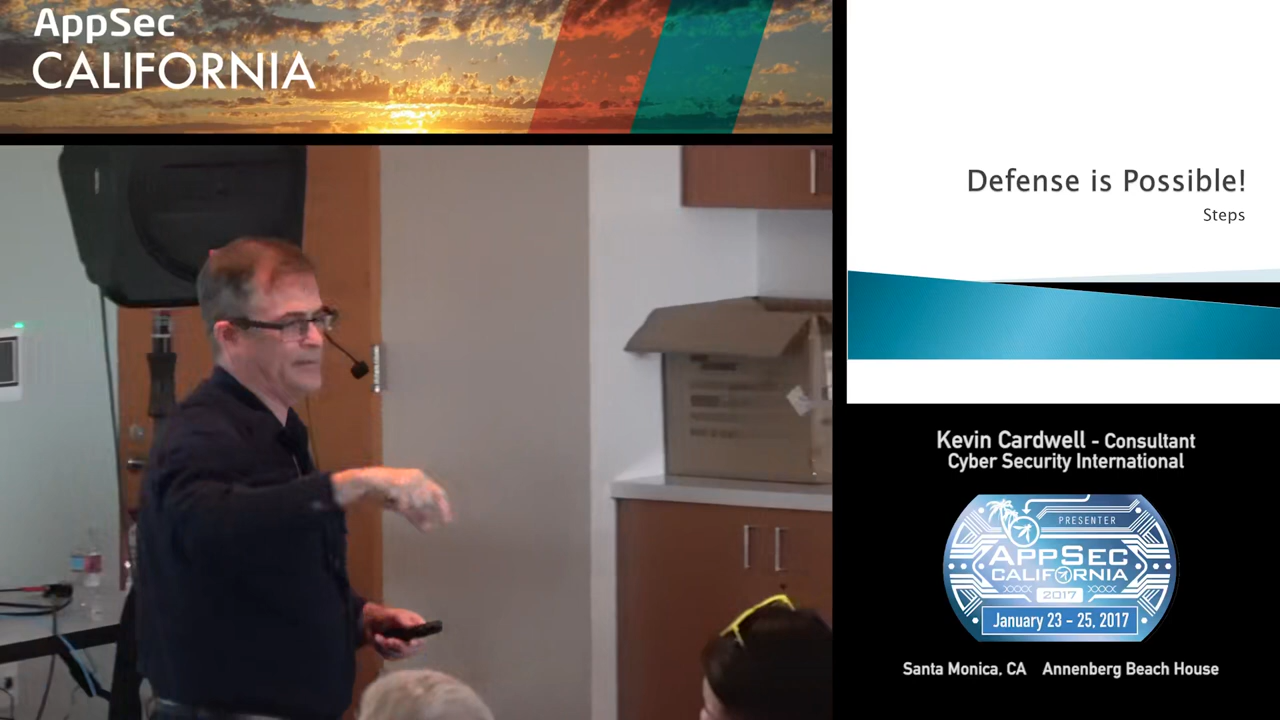 AppSec
CALIFORNIA
Defense is Possible!
Steps
Kevin Cardwell - Consultant
Cyber Security International
PRESENTER
AppSec
CALIFORNIA
2017
January 23 - 25, 2017
Santa Monica, CA Annenberg Beach House